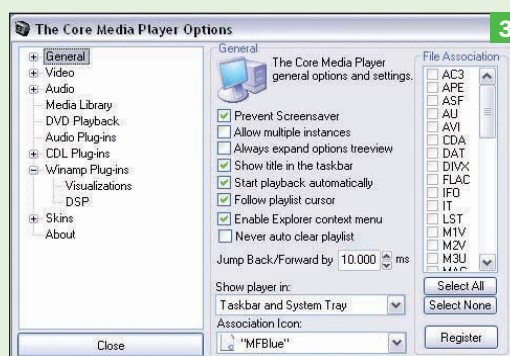 The Core Media Player Options
3
General
Video
Audio
Media Library
DVD Playback
Audio Plug-ins
CDL Plug-ins
Winamp Plug-ins
Visualizations
DSP
Skins
About
Close
General
The Core Media Player
general options and settings.
Prevent Screensaver
Allow multiple instances
Always expand options treeview
Show title in the taskbar
Start playback automatically
Follow playlist cursor
Enable Explorer context menu
Never auto clear playlist
Jump Back/Forward by 10.000 ms
Show player in:
Taskbar and System Tray
Association Icon:
"MFBlue"
File Association
AC3
APE
ASF
AU
AVI
CDA
DAT
DIVX
FLAC
IFO
IT
LST
M1V
M2V
M3U
Select All
Select None
Register